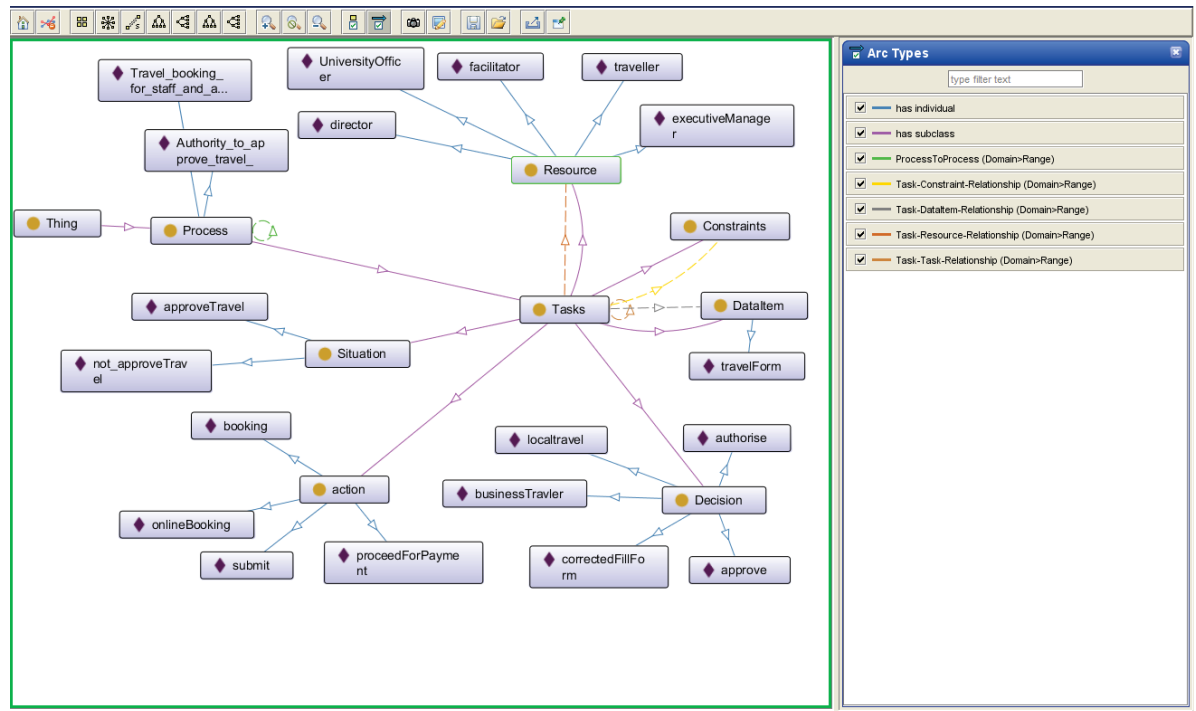 Travel_booking_
for_staff_and_a...
UniversityOffic
er
facilitator
traveller
director
executiveManage
r
Authority_to_ap
prove_travel_
Resource
Thing
Process
Constraints
approveTravel
Tasks
DataItem
Situation
not_approveTrav
el
travelForm
booking
localtravel
authorise
action
businessTravler
Decision
onlineBooking
submit
proceedForPayme
nt
correctedFillFo
rm
approve
Arc Types
type filter text
has individual
has subclass
ProcessToProcess (Domain>Range)
Task-Constraint-Relationship (Domain>Range)
Task-DataItem-Relationship (Domain>Range)
Task-Resource-Relationship (Domain>Range)
Task-Task-Relationship (Domain>Range)